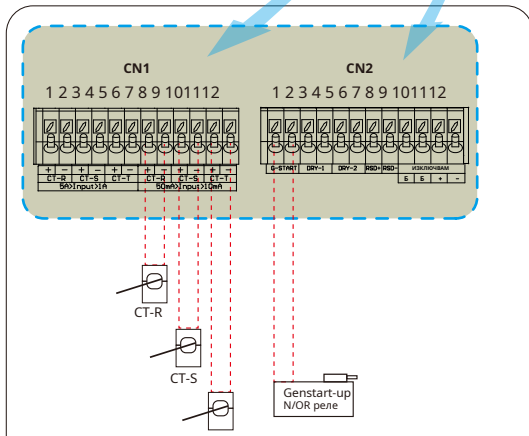 CN1
CN2
1 2 3 4 5 6 7 8 9 10 11 12
1 2 3 4 5 6 7 8 9 10 11 12
+ − + − + − + − + − + −
CT-R CT-S CT-T CT-R CT-S CT-T
5A>Input>1A 50mA>Input>10mA
G-START DRY-1 DRY-2 RSD+ RSD- ИЗКЛЮЧВАМ
Б Б + -
CT-R
CT-S
Genstart-up
N/OR реле